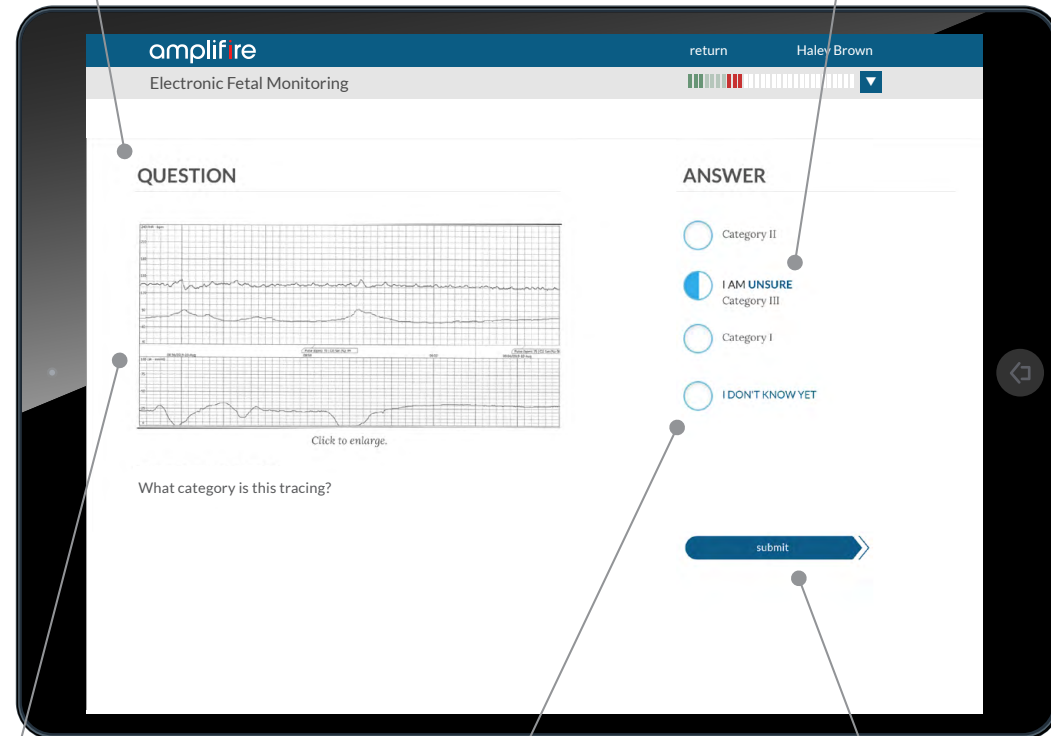 amplifire
return
Haley Brown
Electronic Fetal Monitoring
QUESTION
ANSWER
Category II
I AM UNSURE
Category III
Category I
I DON'T KNOW YET
Click to enlarge.
What category is this tracing?
submit